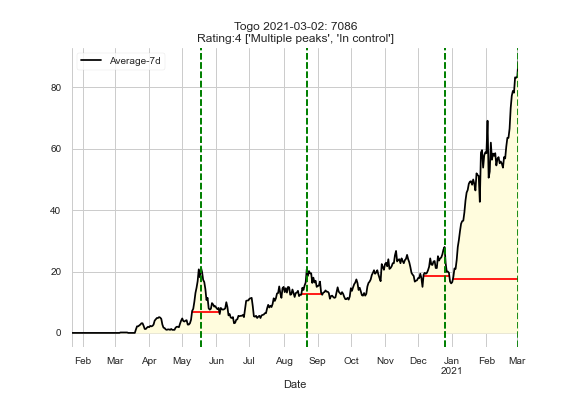 Togo 2021-03-02: 7086
Rating:4 ['Multiple peaks', 'In control']
Average-7d
80
60
40
20
0
Feb Mar Apr May Jun Jul Aug Sep Oct Nov Dec Jan Feb Mar
2021
Date